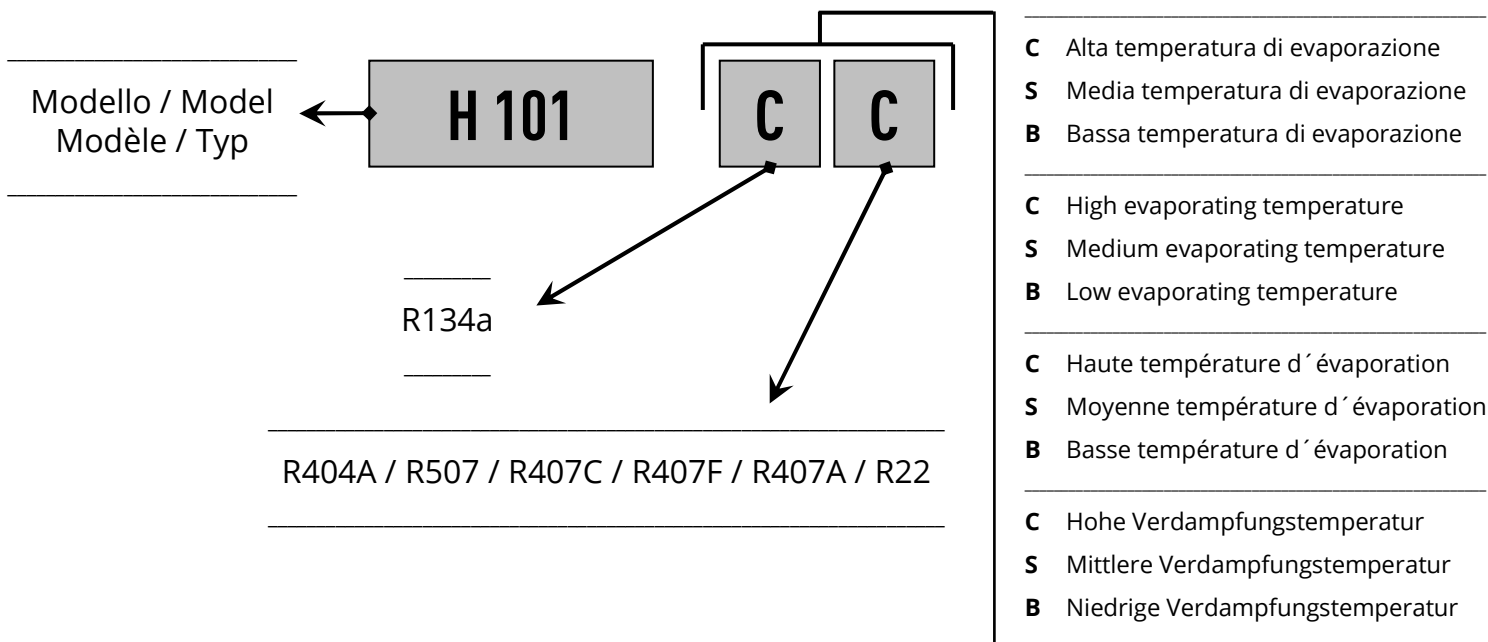 Modello / Model
Modèle / Typ
H 101
C
C
R134a
R404A / R507 / R407C / R407F / R407A / R22
C Alta temperatura di evaporazione
S Media temperatura di evaporazione
B Bassa temperatura di evaporazione
C High evaporating temperature
S Medium evaporating temperature
B Low evaporating temperature
C Haute température d´évaporation
S Moyenne température d´évaporation
B Basse température d´évaporation
C Hohe Verdampfungstemperatur
S Mittlere Verdampfungstemperatur
B Niedrige Verdampfungstemperatur